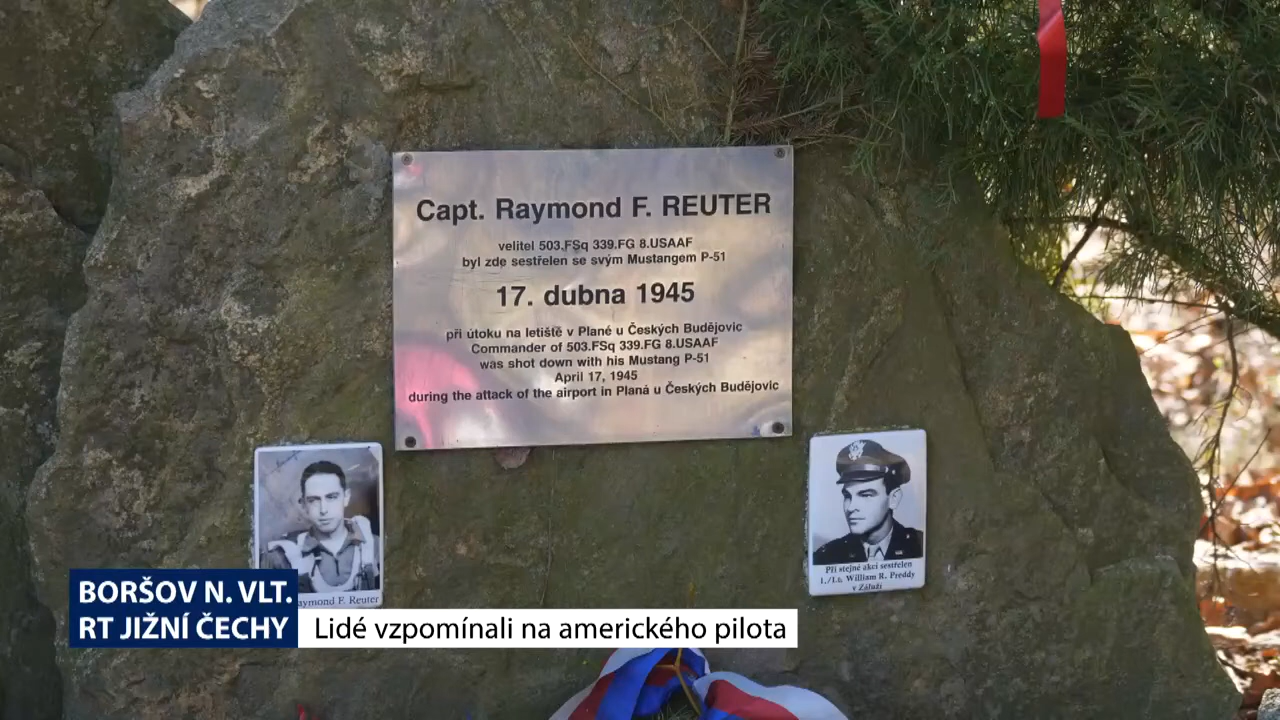 Capt. Raymond F. REUTER
velitel 503.FSq 339.FG 8.USAAF
byl zde sestřelen se svým Mustangem P-51
17. dubna 1945
při útoku na letiště v Plané u Českých Budějovic
Commander of 503.FSq 339.FG 8.USAAF
was shot down with his Mustang P-51
April 17, 1945
during the attack of the airport in Planá u Českých Budějovic
aymond F. Reuter
Při stejné akci sestřelen
1./Lt. William R. Preddy
v Záluží
BORŠOV N. VLT.
RT JIŽNÍ ČECHY
Lidé vzpomínali na amerického pilota